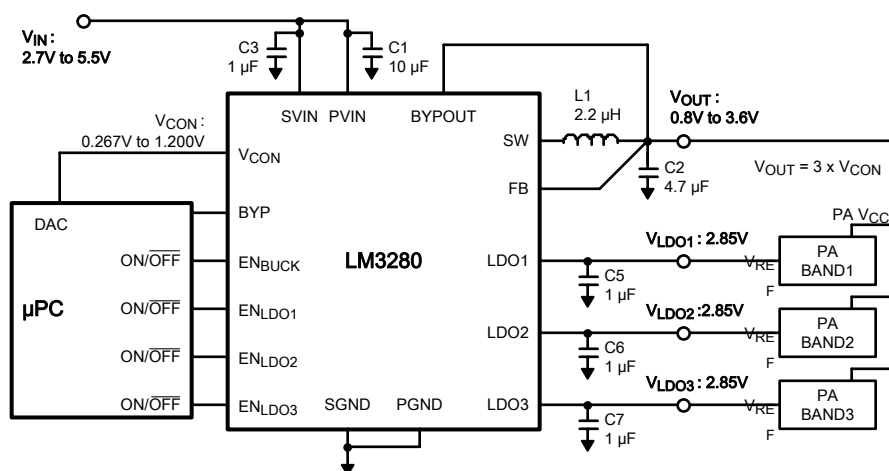 VIN :
2.7V to 5.5V
C3
1 µF
C1
10 µF
SVIN PVIN
BYPOUT
L1
2.2 µH
VOUT :
0.8V to 3.6V
VCON :
0.267V to 1.200V
VCON
SW
FB
C2
4.7 µF
VOUT = 3 x VCON
DAC
BYP
PA VCC
ON/OFF
ENBUCK
LM3280
LDO1
VLDO1: 2.85V
C5
1 µF
VRE
F
PA
BAND1
µPC
ON/OFF
ENLDO1
ON/OFF
ENLDO2
LDO2
VLDO2 :2.85V
C6
1 µF
VRE
F
PA
BAND2
ON/OFF
ENLDO3
SGND
PGND
LDO3
VLDO3: 2.85V
C7
1 µF
VRE
F
PA
BAND3